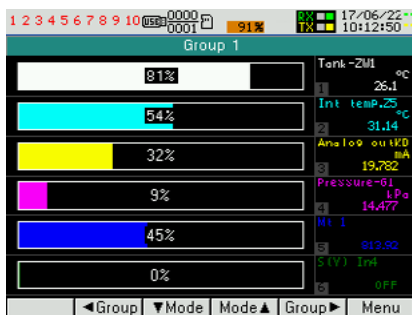 1 2 3 4 5 6 7 8 9 10 USB 0000 0001 91% RX TX 17/06/22 10:12:50
Group 1
81% Tank-ZW1 °C
1 26.1
54% Int temp.Z5 °C
2 31.14
32% Analog outKD mA
3 19.782
9% Pressure-G1 kPa
4 14.477
45%
5
0% S(Y) In4
6 OFF
◄Group ▼Mode Mode▲ Group► Menu